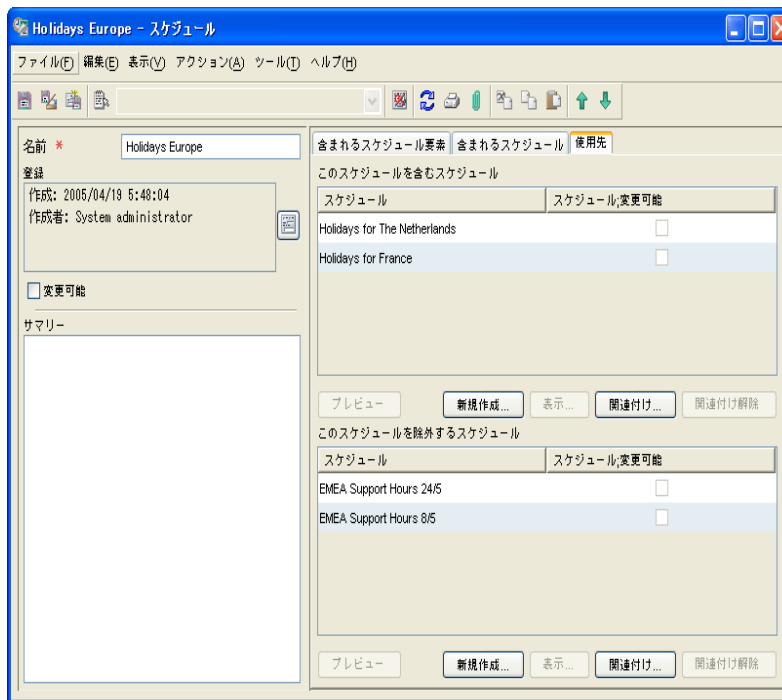 Holidays Europe - スケジュール
ファイル(F) 編集(E) 表示(V) アクション(A) ツール(T) ヘルプ(H)
名前 * Holidays Europe
登録
作成: 2005/04/19 5:48:04
作成者: System administrator
変更可能
サマリー
含まれるスケジュール要素 含まれるスケジュール 使用先
このスケジュールを含むスケジュール
スケジュール スケジュール;変更可能
Holidays for The Netherlands
Holidays for France
プレビュー 新規作成... 表示... 関連付け... 関連付け解除
このスケジュールを除外するスケジュール
スケジュール スケジュール;変更可能
EMEA Support Hours 24/5
EMEA Support Hours 8/5
プレビュー 新規作成... 表示... 関連付け... 関連付け解除